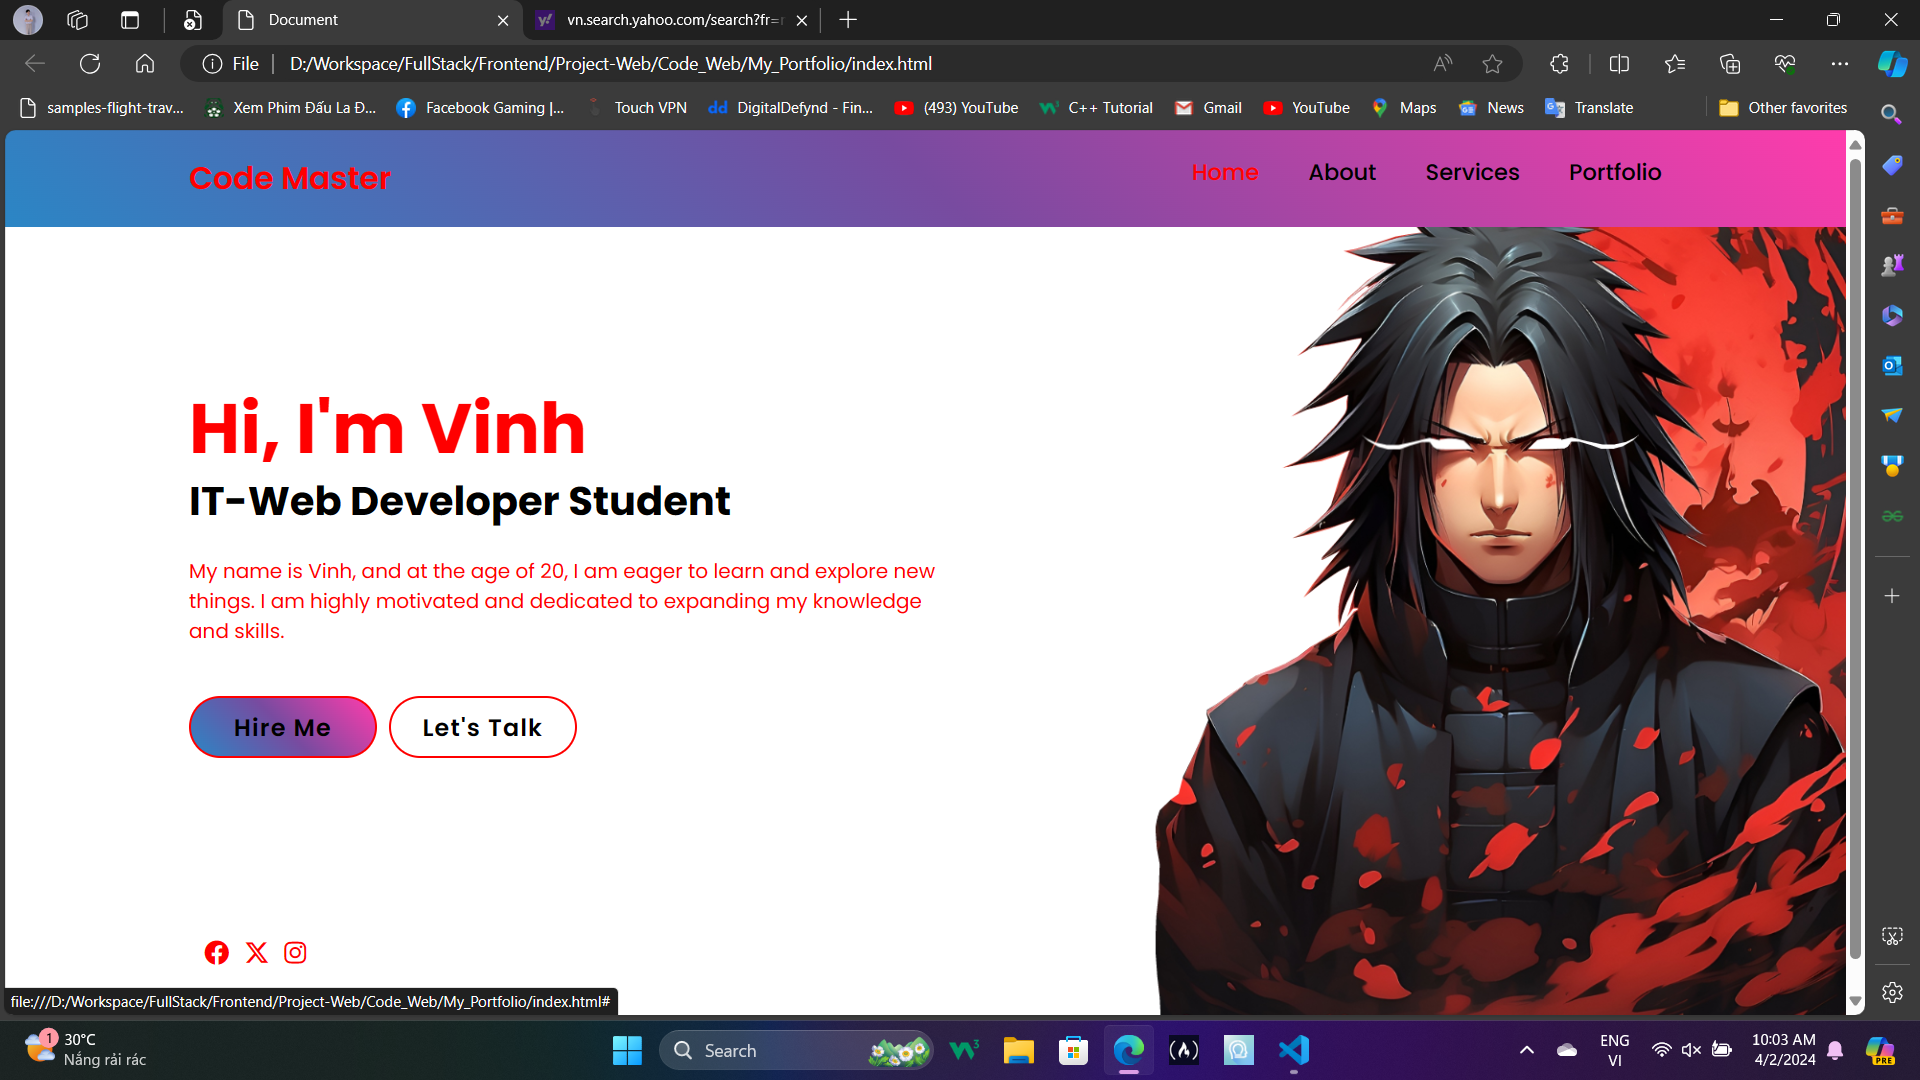 Document
vn.search.yahoo.com/search?fr=
File
D:/Workspace/FullStack/Frontend/Project-Web/Code_Web/My_Portfolio/index.html
samples-flight-trav...
Xem Phim Đấu La Đ...
Facebook Gaming |...
Touch VPN
dd
DigitalDefynd - Fin...
(493) YouTube
C++ Tutorial
Gmail
YouTube
Maps
News
Translate
Other favorites
Code Master
Home
About
Services
Portfolio
Hi, I'm Vinh
IT-Web Developer Student
My name is Vinh, and at the age of 20, I am eager to learn and explore new
things. I am highly motivated and dedicated to expanding my knowledge
and skills.
Hire Me
Let's Talk
file:///D:/Workspace/FullStack/Frontend/Project-Web/Code_Web/My_Portfolio/index.html#
1
30°C
Nắng rải rác
Search
ENG
VI
10:03 AM
4/2/2024
PRE